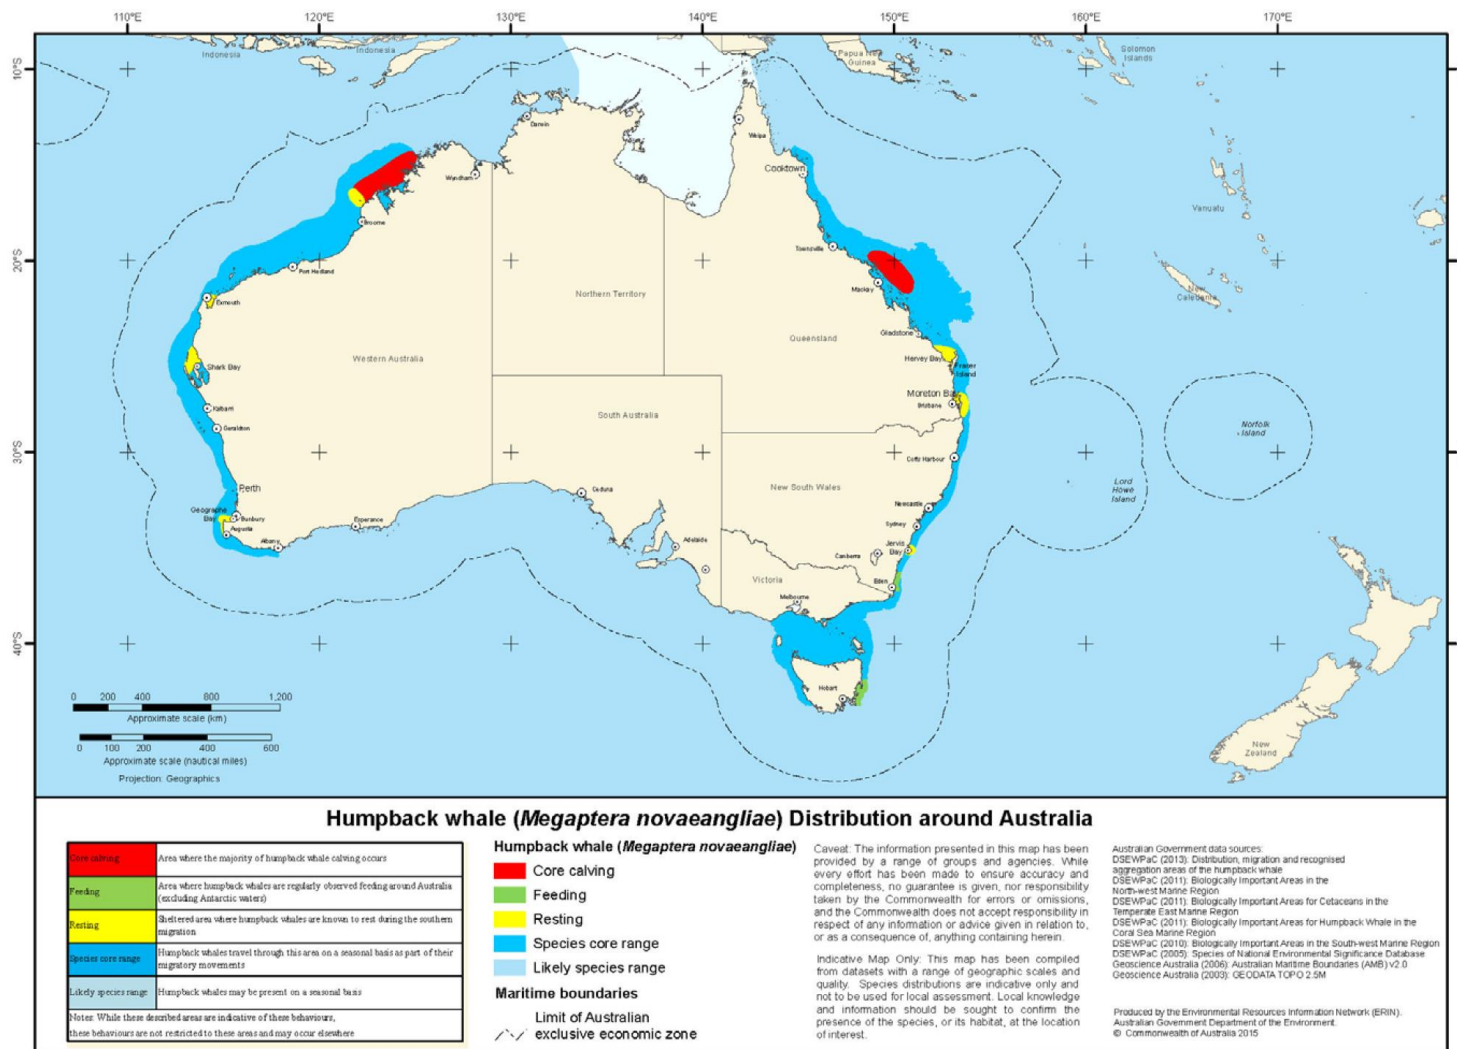 110°E 120°E 130°E 140°E 150°E 160°E 170°E
10°S
20°S
30°S
40°S
Indonesia
Indonesia
Papua New
Guinea
Solomon
Islands
Darwin
Weipa
Wyndham
Cooktown
Vanuatu
Broome
Townsville
Port Hedland
Mackay
New
Caledonia
Exmouth
Northern Territory
Gladstone
Queensland
Western Australia
Hervey Bay
Fraser
Island
Shark Bay
Moreton Bay
Brisbane
Kalbarri
South Australia
Geraldton
Norfolk
Island
Coffs Harbour
Perth
New South Wales
Lord
Howe
Island
Ceduna
Newcastle
Geographe
Bay
Bunbury
Augusta
Esperance
Sydney
Albany
Adelaide
Jervis
Bay
Canberra
Victoria
Eden
Melbourne
Hobart
New
Zealand
0 200 400 800 1,200
Approximate scale (km)
0 100 200 400 600
Approximate scale (nautical miles)
Projection: Geographics
Humpback whale (Megaptera novaeangliae) Distribution around Australia
Core calving Area where the majority of humpback whale calving occurs
Feeding Area where humpback whales are regularly observed feeding around Australia
(excluding Antarctic waters)
Resting Sheltered area where humpback whales are known to rest during the southern
migration
Species core range Humpback whales travel through this area on a seasonal basis as part of their
migratory movements
Likely species range Humpback whales may be present on a seasonal basis
Notes: While these described areas are indicative of these behaviours,
these behaviours are not restricted to these areas and may occur elsewhere
Humpback whale (Megaptera novaeangliae)
Core calving
Feeding
Resting
Species core range
Likely species range
Maritime boundaries
Limit of Australian
exclusive economic zone
Caveat: The information presented in this map has been
provided by a range of groups and agencies. While
every effort has been made to ensure accuracy and
completeness, no guarantee is given, nor responsibility
taken by the Commonwealth for errors or omissions,
and the Commonwealth does not accept responsibility in
respect of any information or advice given in relation to,
or as a consequence of, anything containing herein.
Indicative Map Only: This map has been compiled
from datasets with a range of geographic scales and
quality. Species distributions are indicative only and
not to be used for local assessment. Local knowledge
and information should be sought to confirm the
presence of the species, or its habitat, at the location
of interest.
Australian Government data sources:
DSEWPaC (2013): Distribution, migration and recognised
aggregation areas of the humpback whale
DSEWPaC (2011): Biologically Important Areas in the
North-west Marine Region
DSEWPaC (2011): Biologically Important Areas for Cetaceans in the
Temperate East Marine Region
DSEWPaC (2011): Biologically Important Areas for Humpback Whale in the
Coral Sea Marine Region
DSEWPaC (2010): Biologically Important Areas in the South-west Marine Region
DSEWPaC (2005): Species of National Environmental Significance Database
Geoscience Australia (2006): Australian Maritime Boundaries (AMB) v2.0
Geoscience Australia (2003): GEODATA TOPO 2.5M
Produced by the Environmental Resources Information Network (ERIN).
Australian Government Department of the Environment.
© Commonwealth of Australia 2015